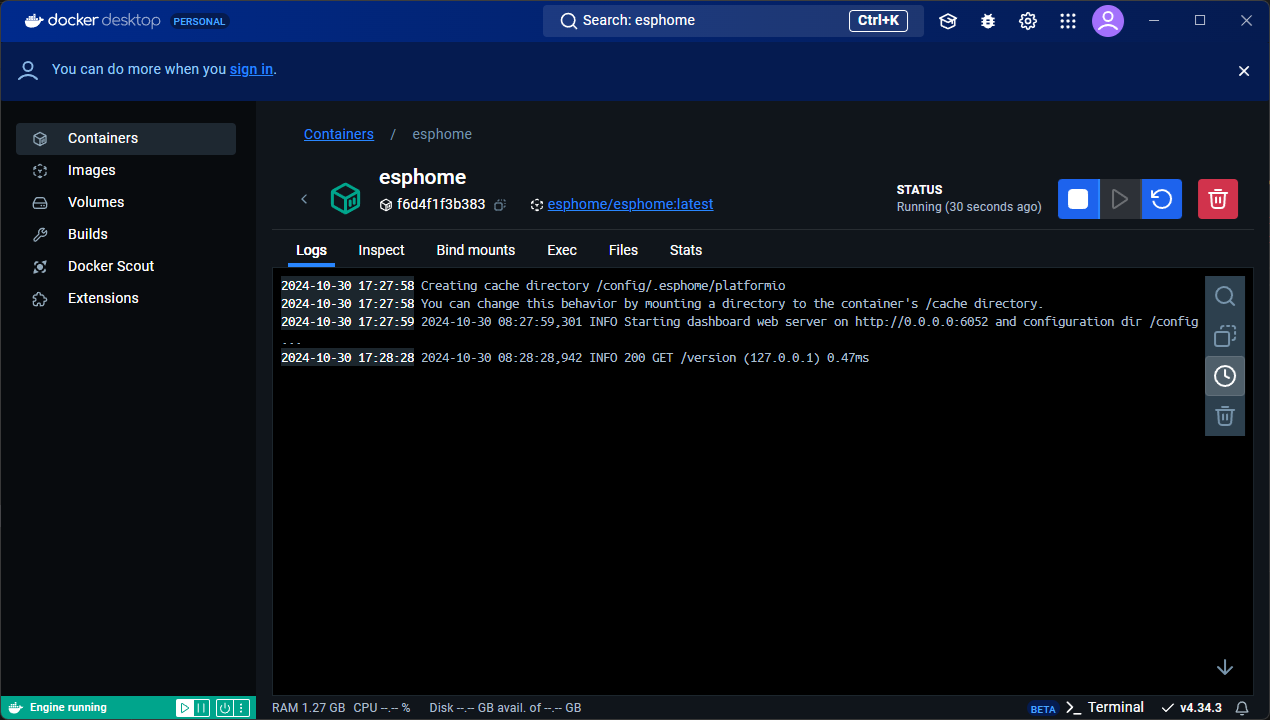 docker desktop PERSONAL Search: esphome Ctrl+K
You can do more when you sign in.
Containers
Images
Volumes
Builds
Docker Scout
Extensions
Containers / esphome
esphome
f6d4f1f3b383 esphome/esphome:latest
STATUS
Running (30 seconds ago)
Logs Inspect Bind mounts Exec Files Stats
2024-10-30 17:27:58 Creating cache directory /config/.esphome/platformio
2024-10-30 17:27:58 You can change this behavior by mounting a directory to the container's /cache directory.
2024-10-30 17:27:59 2024-10-30 08:27:59,301 INFO Starting dashboard web server on http://0.0.0.0:6052 and configuration dir /config
...
2024-10-30 17:28:28 2024-10-30 08:28:28,942 INFO 200 GET /version (127.0.0.1) 0.47ms
Engine running RAM 1.27 GB CPU --.-- % Disk --.-- GB avail. of --.-- GB BETA >_ Terminal v4.34.3